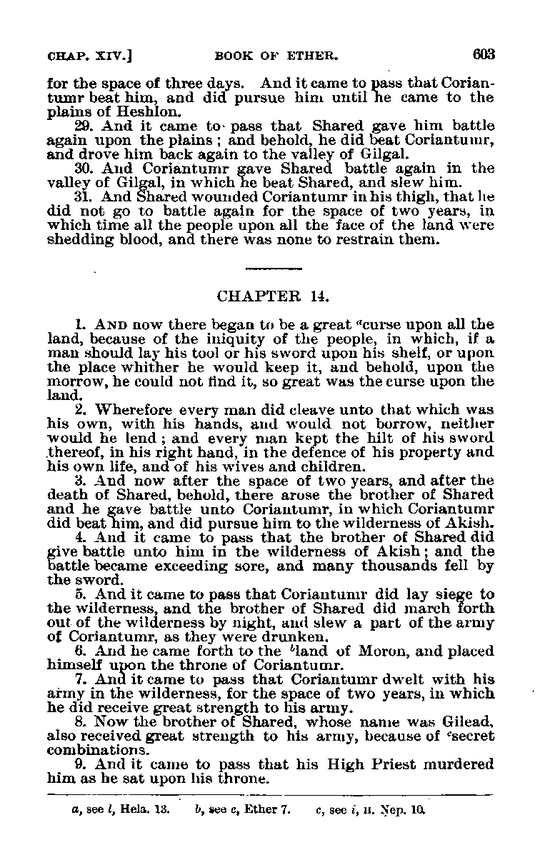 CHAP. XIV.] BOOK OF ETHER. 603
for the space of three days. And it came to pass that Corian-
tumr beat him, and did pursue him until he came to the
plains of Heshlon.
29. And it came to pass that Shared gave him battle
again upon the plains; and behold, he did beat Coriantumr,
and drove him back again to the valley of Gilgal.
30. And Coriantumr gave Shared battle again in the
valley of Gilgal, in which he beat Shared, and slew him.
31. And Shared wounded Coriantumr in his thigh, that he
did not go to battle again for the space of two years, in
which time all the people upon all the face of the land were
shedding blood, and there was none to restrain them.
CHAPTER 14.
1. AND now there began to be a great ᵃcurse upon all the
land, because of the iniquity of the people, in which, if a
man should lay his tool or his sword upon his shelf, or upon
the place whither he would keep it, and behold, upon the
morrow, he could not find it, so great was the curse upon the
land.
2. Wherefore every man did cleave unto that which was
his own, with his hands, and would not borrow, neither
would he lend; and every man kept the hilt of his sword
thereof, in his right hand, in the defence of his property and
his own life, and of his wives and children.
3. And now after the space of two years, and after the
death of Shared, behold, there arose the brother of Shared
and he gave battle unto Coriantumr, in which Coriantumr
did beat him, and did pursue him to the wilderness of Akish.
4. And it came to pass that the brother of Shared did
give battle unto him in the wilderness of Akish; and the
battle became exceeding sore, and many thousands fell by
the sword.
5. And it came to pass that Coriantumr did lay siege to
the wilderness, and the brother of Shared did march forth
out of the wilderness by night, and slew a part of the army
of Coriantumr, as they were drunken.
6. And he came forth to the ᵇland of Moron, and placed
himself upon the throne of Coriantumr.
7. And it came to pass that Coriantumr dwelt with his
army in the wilderness, for the space of two years, in which
he did receive great strength to his army.
8. Now the brother of Shared, whose name was Gilead,
also received great strength to his army, because of ᶜsecret
combinations.
9. And it came to pass that his High Priest murdered
him as he sat upon his throne.
a, see l, Hela. 13. b, see c, Ether 7. c, see i, II. Nep. 10.